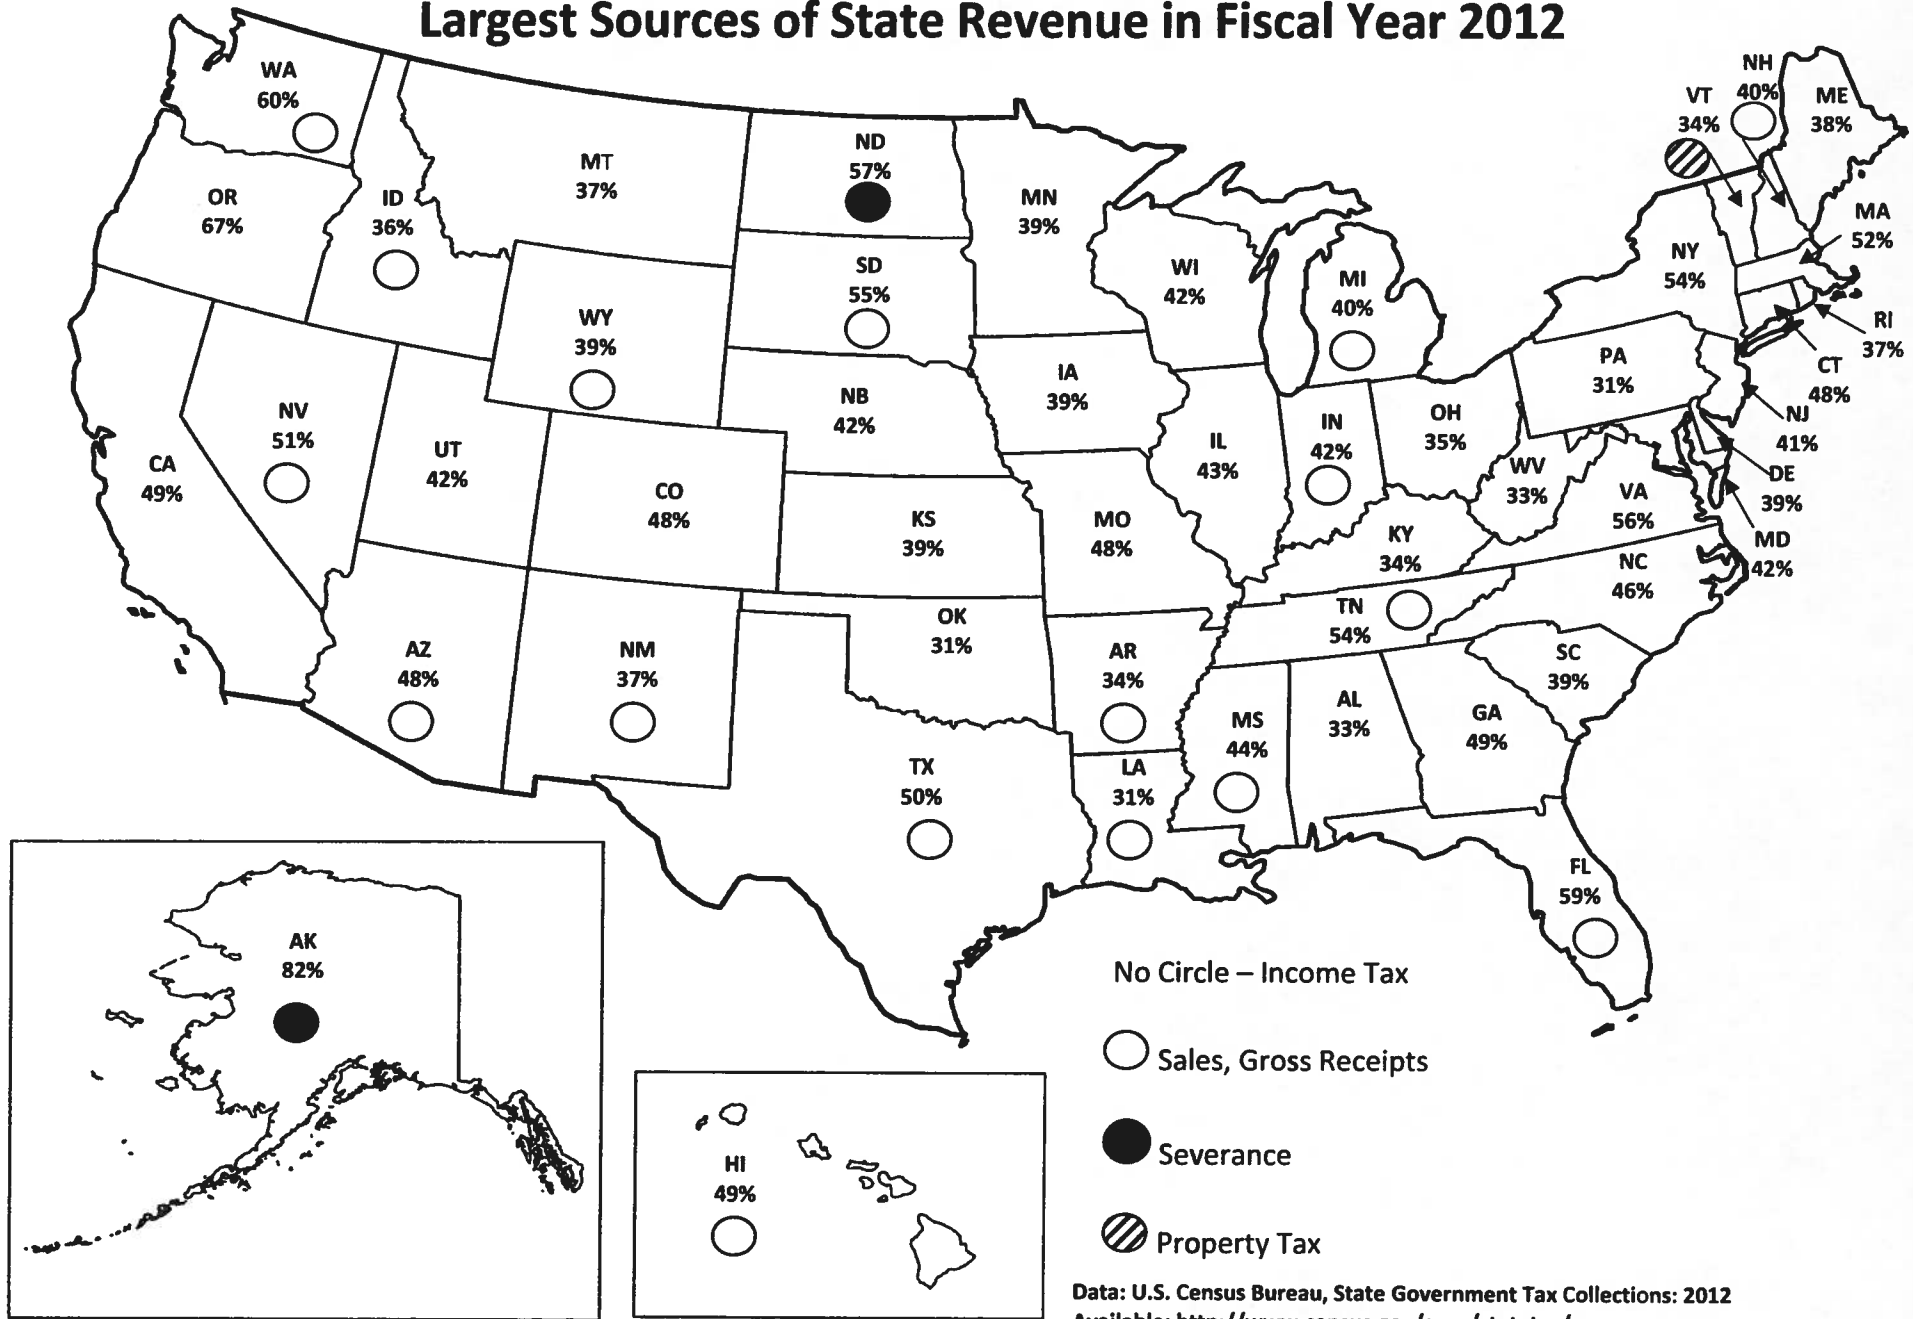 Largest Sources of State Revenue in Fiscal Year 2012
WA
60%
OR
67%
ID
36%
MT
37%
ND
57%
SD
55%
WY
39%
NB
42%
MN
39%
WI
42%
MI
40%
IA
39%
NV
51%
UT
42%
CA
49%
CO
48%
KS
39%
MO
48%
IL
43%
IN
42%
OH
35%
PA
31%
NY
54%
VT
34%
NH
40%
ME
38%
MA
52%
RI
37%
CT
48%
NJ
41%
DE
39%
MD
42%
WV
33%
VA
56%
KY
34%
NC
46%
TN
54%
SC
39%
AZ
48%
NM
37%
OK
31%
AR
34%
TX
50%
LA
31%
MS
44%
AL
33%
GA
49%
FL
59%
AK
82%
HI
49%
No Circle – Income Tax
Sales, Gross Receipts
Severance
Property Tax
Data: U.S. Census Bureau, State Government Tax Collections: 2012